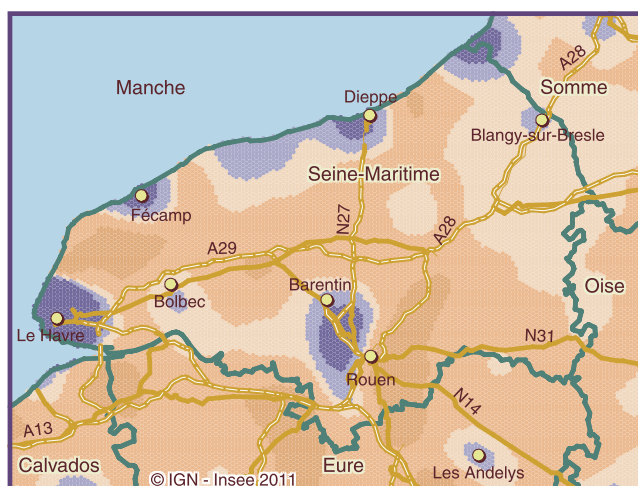 Manche
A28
Somme
Dieppe
Blangy-sur-Bresle
Seine-Maritime
Fécamp
N27
A28
A29
Barentin
Oise
Bolbec
Le Havre
N31
Rouen
N14
A13
Calvados
Eure
Les Andelys
© IGN - Insee 2011